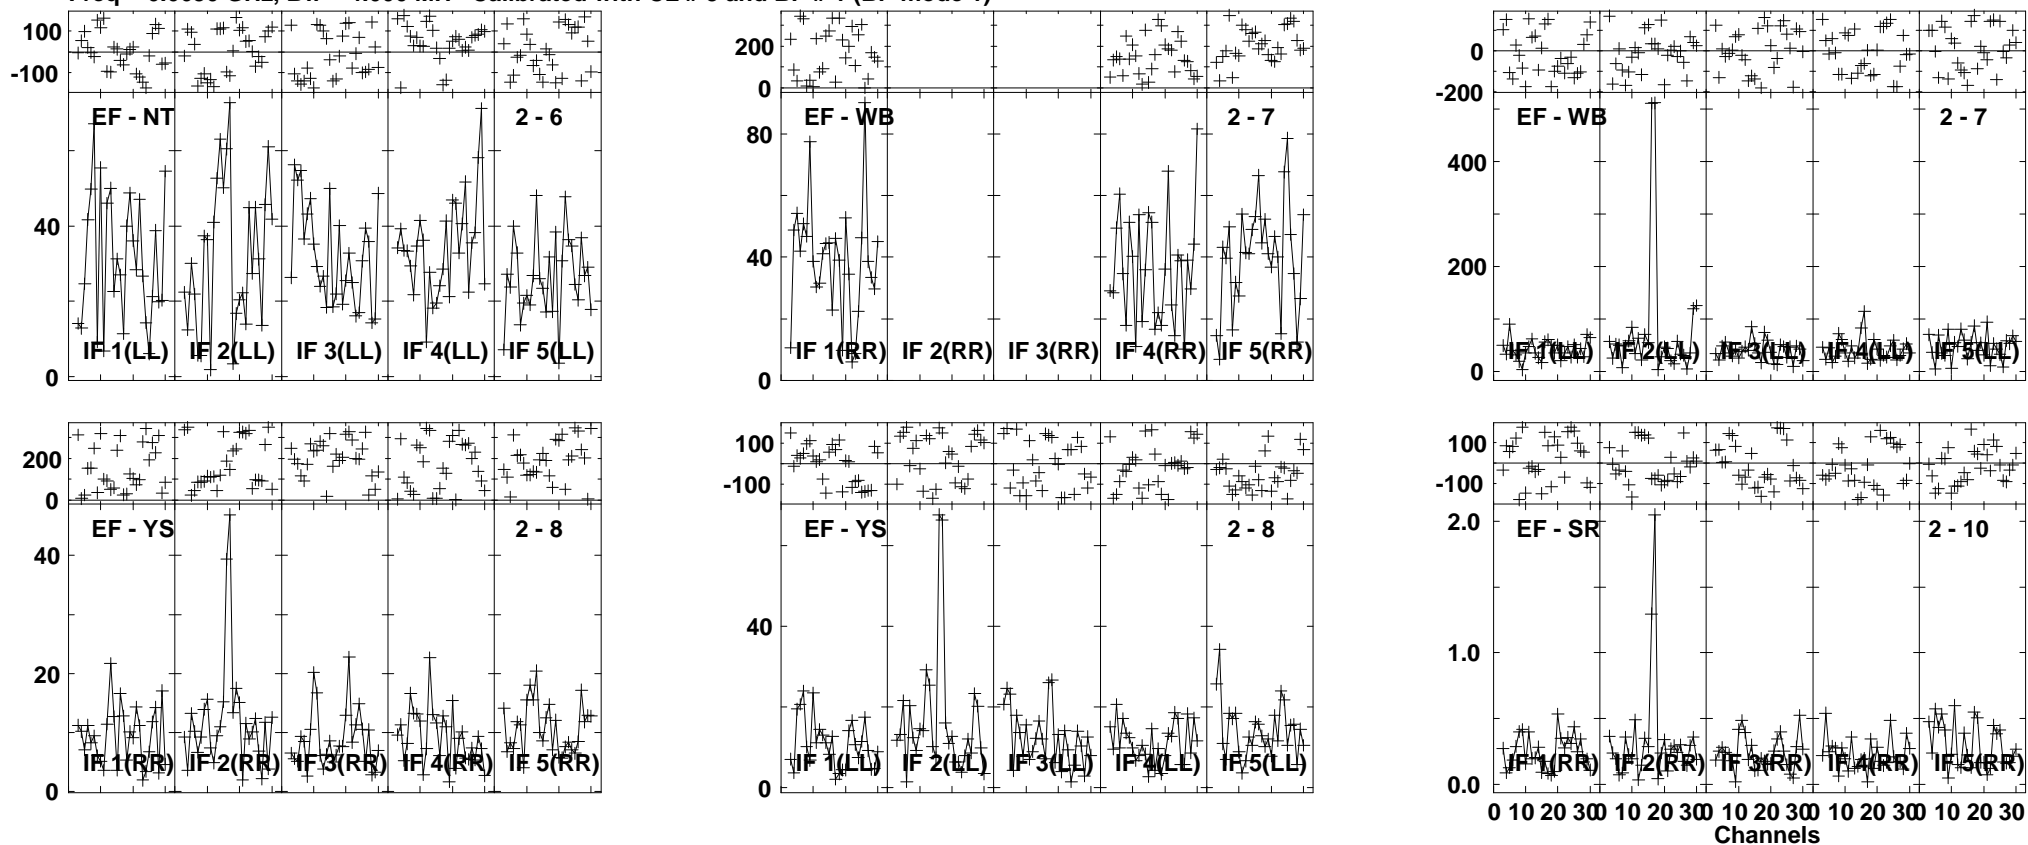 100
-100
EF - NT
2 - 6
40
0
IF 1(LL) IF 2(LL) IF 3(LL) IF 4(LL) IF 5(LL)
200
0
EF - WB
2 - 7
80
40
0
IF 1(RR) IF 2(RR) IF 3(RR) IF 4(RR) IF 5(RR)
0
-200
EF - WB
2 - 7
400
200
0
IF 1(LL) IF 2(LL) IF 3(LL) IF 4(LL) IF 5(LL)
200
0
EF - YS
2 - 8
40
20
0
IF 1(RR) IF 2(RR) IF 3(RR) IF 4(RR) IF 5(RR)
100
-100
EF - YS
2 - 8
40
0
IF 1(LL) IF 2(LL) IF 3(LL) IF 4(LL) IF 5(LL)
100
-100
EF - SR
2 - 10
2.0
1.0
0.0
IF 1(RR) IF 2(RR) IF 3(RR) IF 4(RR) IF 5(RR)
0 10 20 30 0 10 20 30 0 10 20 30 0 10 20 30 0 10 20 30
Channels